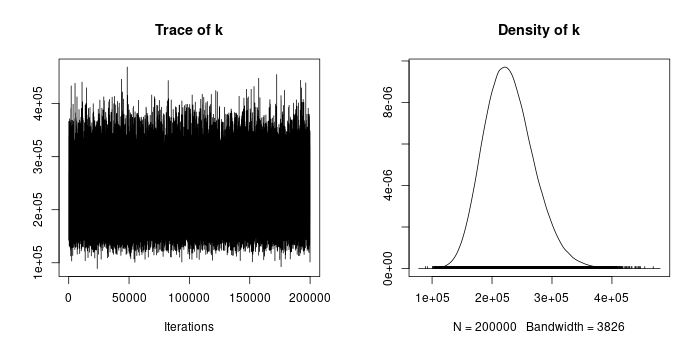 Trace of k
1e+05 2e+05 3e+05 4e+05
0 50000 100000 150000 200000
Iterations
Density of k
0e+00 4e-06 8e-06
1e+05 2e+05 3e+05 4e+05
N = 200000 Bandwidth = 3826